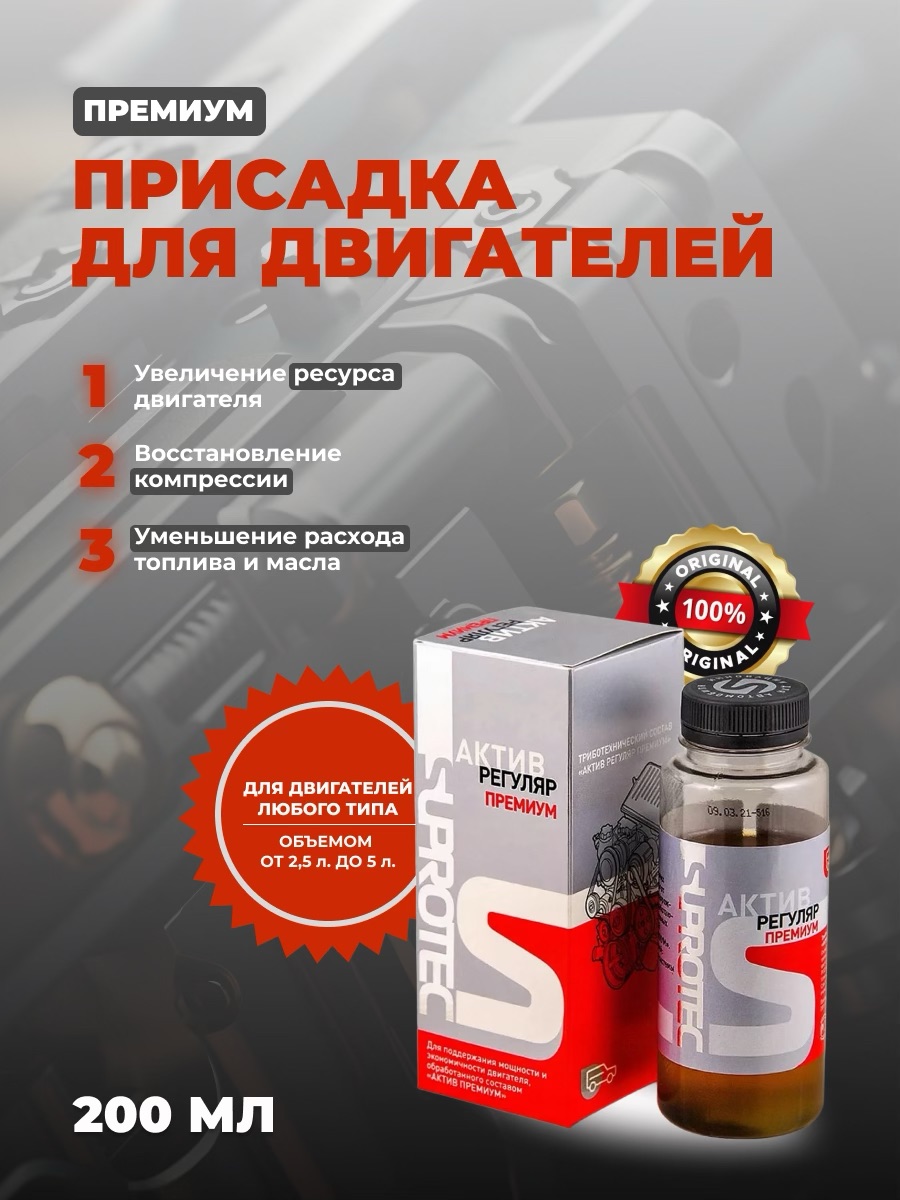 ПРЕМИУМ
ПРИСАДКА
ДЛЯ ДВИГАТЕЛЕЙ
1 Увеличение ресурса
двигателя
2 Восстановление
компрессии
3 Уменьшение расхода
топлива и масла
ORIGINAL
100%
ORIGINAL
АКТИВ
РЕГУЛЯР
ПРЕМИУМ
ДЛЯ ДВИГАТЕЛЕЙ
ЛЮБОГО ТИПА
ОБЪЕМОМ
ОТ 2,5 л. ДО 5 л.
АКТИВ
РЕГУЛЯР
ПРЕМИУМ
SUPROTEC
ТРИБОТЕХНИЧЕСКИЙ СОСТАВ
«АКТИВ РЕГУЛЯР ПРЕМИУМ»
Для поддержания мощности и
экономичности двигателя,
обработанного составом
«АКТИВ ПРЕМИУМ»
09.03.21-516
АКТИВ
РЕГУЛЯР
ПРЕМИУМ
SUPROTEC
200 МЛ